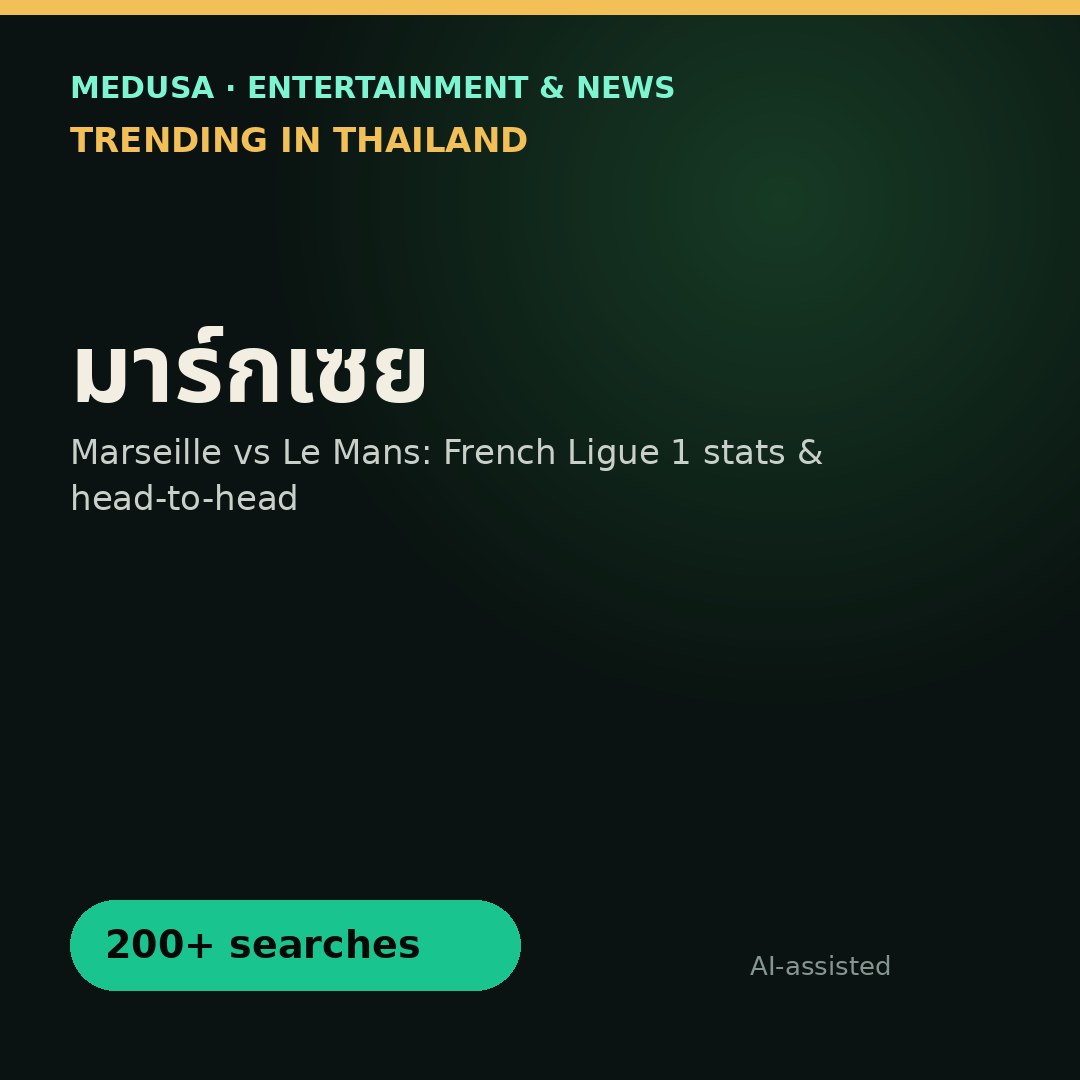 MEDUSA · ENTERTAINMENT & NEWS
TRENDING IN THAILAND
มาร์กเซย
Marseille vs Le Mans: French Ligue 1 stats &
head-to-head
200+ searches
AI-assisted